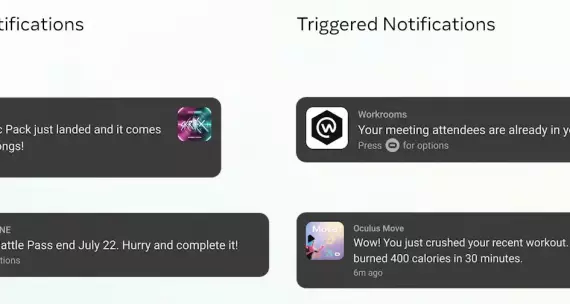 tifications
Triggered Notifications
c Pack just landed and it comes
ongs!
Workrooms
Your meeting attendees are already in yo
Press for options
NE
attle Pass end July 22. Hurry and complete it!
tions
Oculus Move
Wow! You just crushed your recent workout.
burned 400 calories in 30 minutes.
6m ago
Move